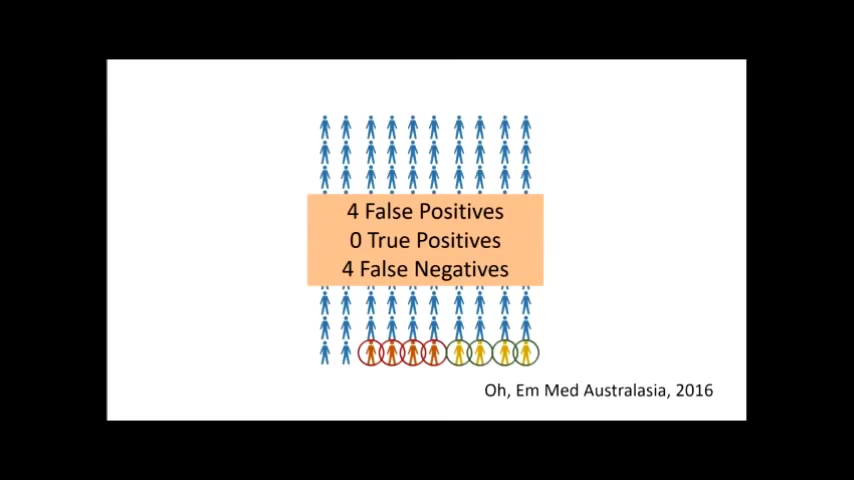 4 False Positives
0 True Positives
4 False Negatives
Oh, Em Med Australasia, 2016